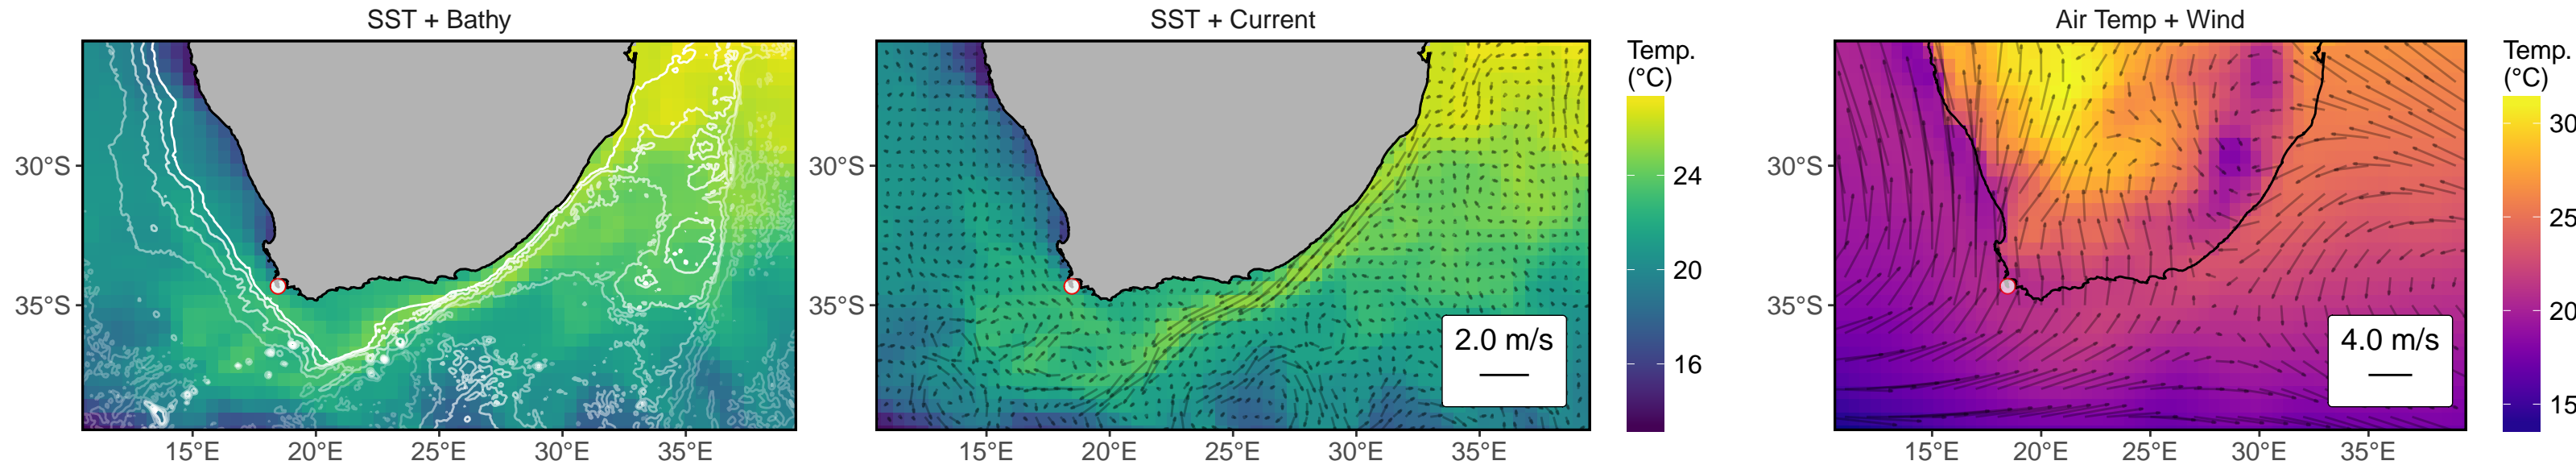 SST + Bathy
30°S
35°S
15°E 20°E 25°E 30°E 35°E
SST + Current
30°S
35°S
2.0 m/s
15°E 20°E 25°E 30°E 35°E
Temp.
(°C)
24
20
16
Air Temp + Wind
30°S
35°S
4.0 m/s
15°E 20°E 25°E 30°E 35°E
Temp.
(°C)
30
25
20
15